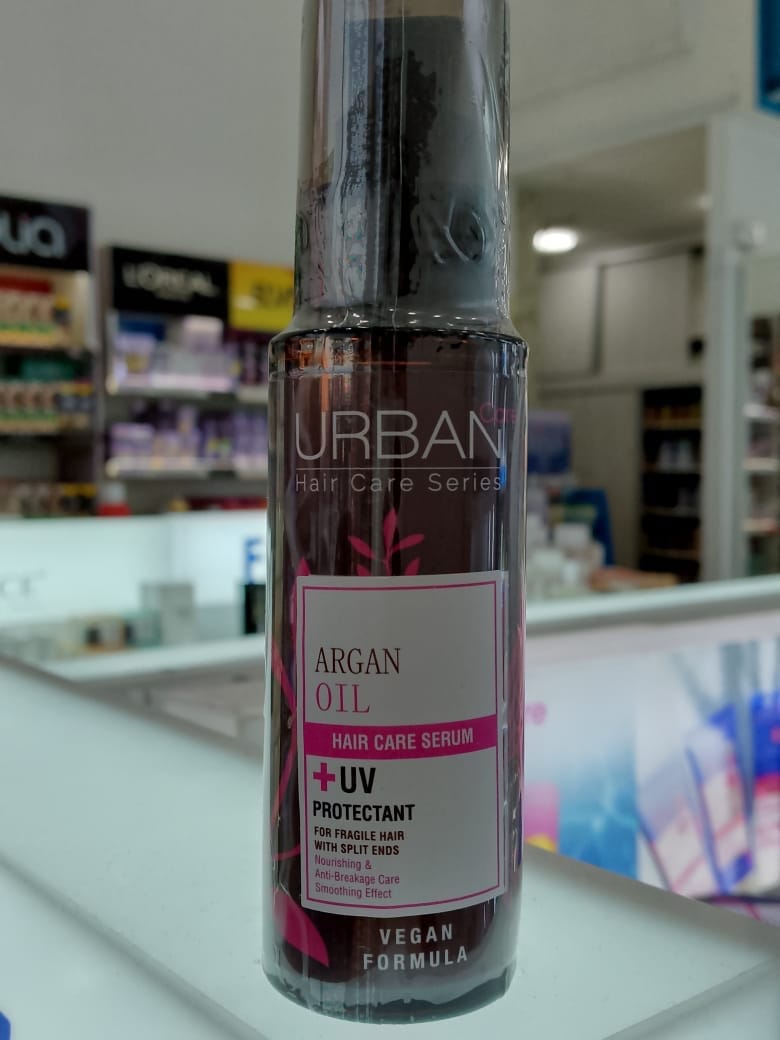 L'ORÉAL
URBAN Care
Hair Care Series
ARGAN
OIL
HAIR CARE SERUM
+UV
PROTECTANT
FOR FRAGILE HAIR
WITH SPLIT ENDS
Nourishing &
Anti-Breakage Care
Smoothing Effect
VEGAN
FORMULA